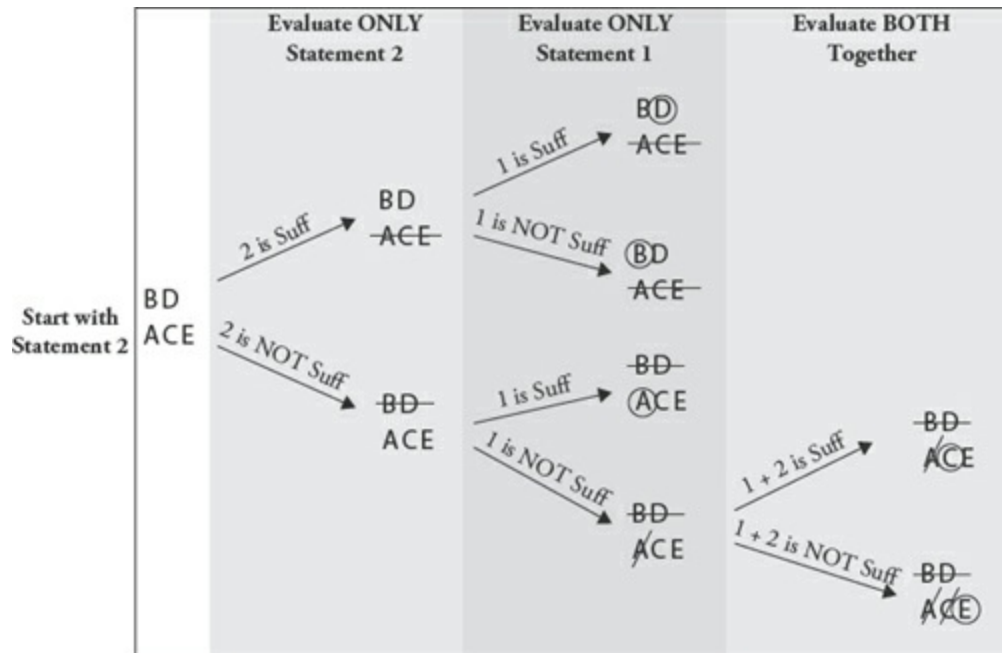 Evaluate ONLY
Statement 2
Evaluate ONLY
Statement 1
Evaluate BOTH
Together
BD
ACE
1 is Suff
BD
ACE
2 is Suff
1 is NOT Suff
BD
ACE
Start with
Statement 2
BD
ACE
2 is NOT Suff
BD
ACE
1 is Suff
BD
ACE
1 is NOT Suff
BD
ACE
1 + 2 is Suff
BD
ACE
1 + 2 is NOT Suff
BD
ACE